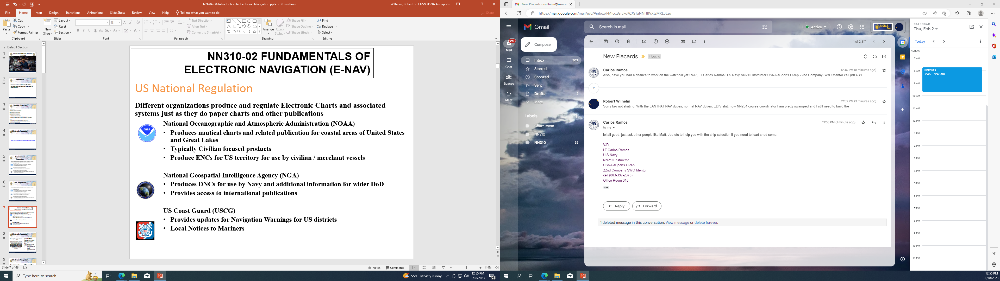 NN284-08-Introduction to Electronic Navigation.pptx - PowerPoint
Wilhelm, Robert G LT USN USNA Annapolis
File Home Insert Design Transitions Animations Slide Show Review View Help Tell me what you want to do Share
Paste
Cut
Copy
Format Painter
Clipboard
New Slide
Layout
Reset
Section
Slides
48
Font
Text Direction
Align Text
Convert to SmartArt
Paragraph
Arrange
Quick Styles
Shape Fill
Shape Outline
Shape Effects
Drawing
Find
Replace
Select
Editing
Default Section
1
Introduction to Electronic Navigation
2
References
3
Enabling Objectives
4
Electronic Navigation
5
International Regulation
6
U.S. Regulation
7
8
Electronic Navigation
9
Electronic Navigation
NN310-02 FUNDAMENTALS OF
ELECTRONIC NAVIGATION (E-NAV)
US National Regulation
Different organizations produce and regulate Electronic Charts and associated
systems just as they do paper charts and other publications
NOAA
National Oceanographic and Atmospheric Administration (NOAA)
• Produces nautical charts and related publication for coastal areas of United States
and Great Lakes
• Typically Civilian focused products
• Produce ENCs for US territory for use by civilian / merchant vessels
National Geospatial-Intelligence Agency (NGA)
• Produces DNCs for use by Navy and additional information for wider DoD
• Provides access to international publications
US Coast Guard (USCG)
• Provides updates for Navigation Warnings for US districts
• Local Notices to Mariners
Slide 7 of 66
Notes
Comments
114%
Type here to search
55°F Mostly sunny
12:55 PM
1/18/2023
21
New Placards - rwilhelm@usna.e
https://mail.google.com/mail/u/0/#inbox/FMfcgzGrcFgKCJGTgNNHBVXtzMRLBLzq
Gmail
Search in mail
Active
USNA
Apps
99+
Mail
Chat
Spaces
Meet
Compose
Inbox 302
Starred
Snoozed
Sent
Drafts 2
More
Labels
Chart Room
NN210
NN310 52
1 of 2,817
New Placards
Inbox ×
Carlos Ramos
12:46 PM (8 minutes ago)
Also, have you had a chance to work on the watchbill yet? V/R, LT Carlos Ramos U.S Navy NN210 Instructor USNA eSports O-rep 22nd Company SWO Mentor cell (803-39
2
Robert Wilhelm
12:52 PM (3 minutes ago)
Sorry bro not skating. With the LANTPAT NAV duties, normal NAV duties, EDIV shit, now NN284 course coordinator I am pretty swamped and I still need to build the
Carlos Ramos
12:53 PM (1 minute ago)
to me
lol all good, just ask other people like Matt, Joe etc to help you with the ship selection if you need to load shed some.
V/R,
LT Carlos Ramos
U.S Navy
NN210 Instructor
USNA eSports O-rep
22nd Company SWO Mentor
cell (803-397-2373)
Office Room 310
Reply
Forward
1 deleted message in this conversation. View message or delete forever.
CALENDAR
Thu, Feb 2
Today
GMT-05
7 AM
8 AM
NN284X
7:45 – 9:45am
9 AM
10 AM
11 AM
12 PM
1 PM
2 PM
3 PM
4 PM
5 PM
6 PM
7 PM
8 PM
9 PM
10 PM
11 PM
12:55 PM
1/18/2023